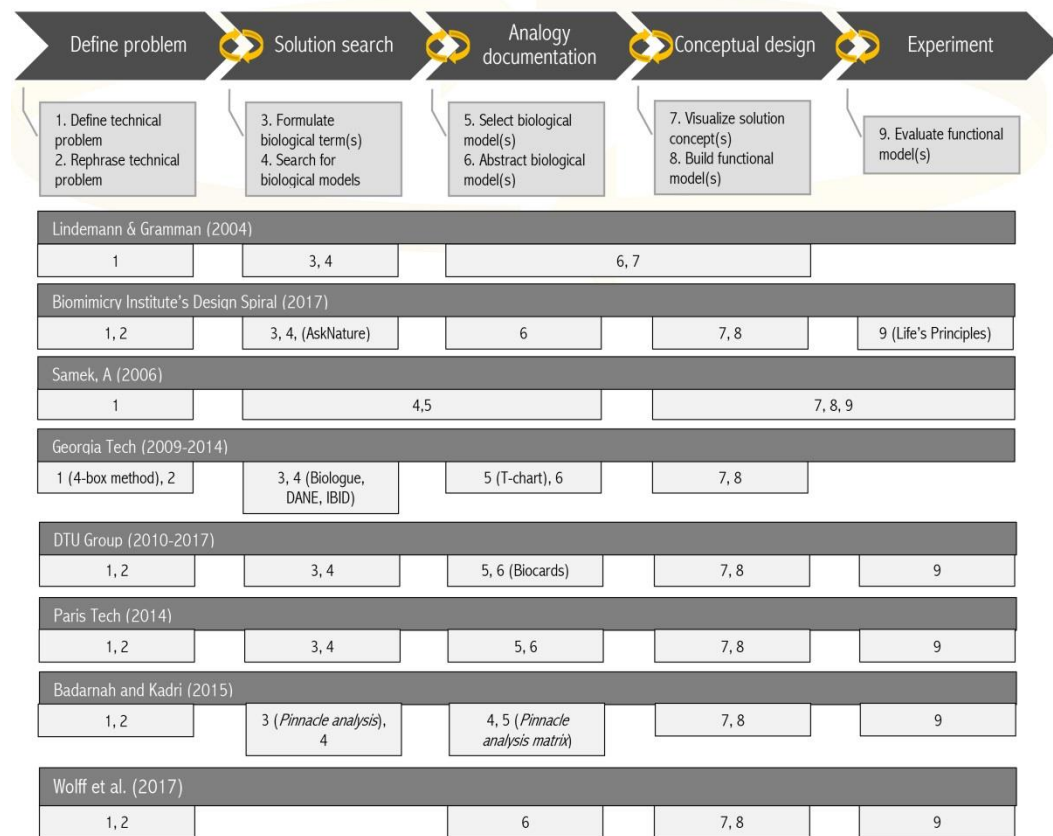 Define problem
Solution search
Analogy
documentation
Conceptual design
Experiment
1. Define technical
problem
2. Rephrase technical
problem
3. Formulate
biological term(s)
4. Search for
biological models
5. Select biological
model(s)
6. Abstract biological
model(s)
7. Visualize solution
concept(s)
8. Build functional
model(s)
9. Evaluate functional
model(s)
Lindemann & Gramman (2004)
1
3, 4
6, 7
Biomimicry Institute's Design Spiral (2017)
1, 2
3, 4, (AskNature)
6
7, 8
9 (Life's Principles)
Samek, A (2006)
1
4,5
7, 8, 9
Georgia Tech (2009-2014)
1 (4-box method), 2
3, 4 (Biologue,
DANE, IBID)
5 (T-chart), 6
7, 8
DTU Group (2010-2017)
1, 2
3, 4
5, 6 (Biocards)
7, 8
9
Paris Tech (2014)
1, 2
3, 4
5, 6
7, 8
9
Badarnah and Kadri (2015)
1, 2
3 (Pinnacle analysis),
4
4, 5 (Pinnacle
analysis matrix)
7, 8
9
Wolff et al. (2017)
1, 2
6
7, 8
9